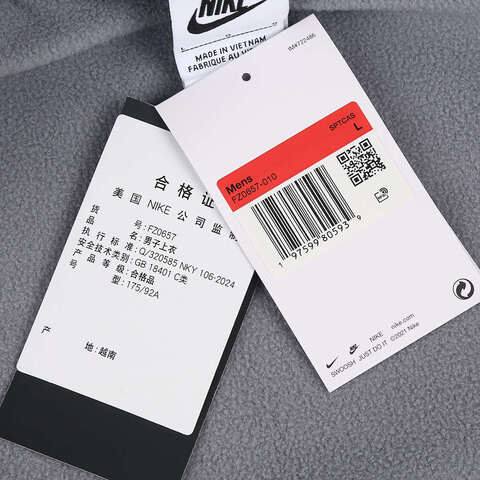 NIKE
MADE IN VIETNAM
FABRIQUE AU
IM#722486
SPTCAS
L
Mens
FZ0657-010
1 97599 80593 9
NIKE nike.com
SWOOSH JUST DO IT ©2021 Nike
合格证
美国 NIKE 公司监制
货号: FZ0657
品名: 男子上衣
执行标准: Q/320585 NKY 106-2024
安全技术类别: GB 18401 C类
产品等级: 合格品
号型: 175/92A
产地: 越南